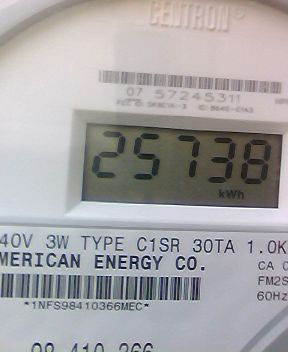 CENTRON®
07 57245311
25738
kWh
40V 3W TYPE C1SR 30TA 1.0K
MERICAN ENERGY CO.
CA 0
FM2S
60Hz
*1NFS98410366MEC*
98 410 366